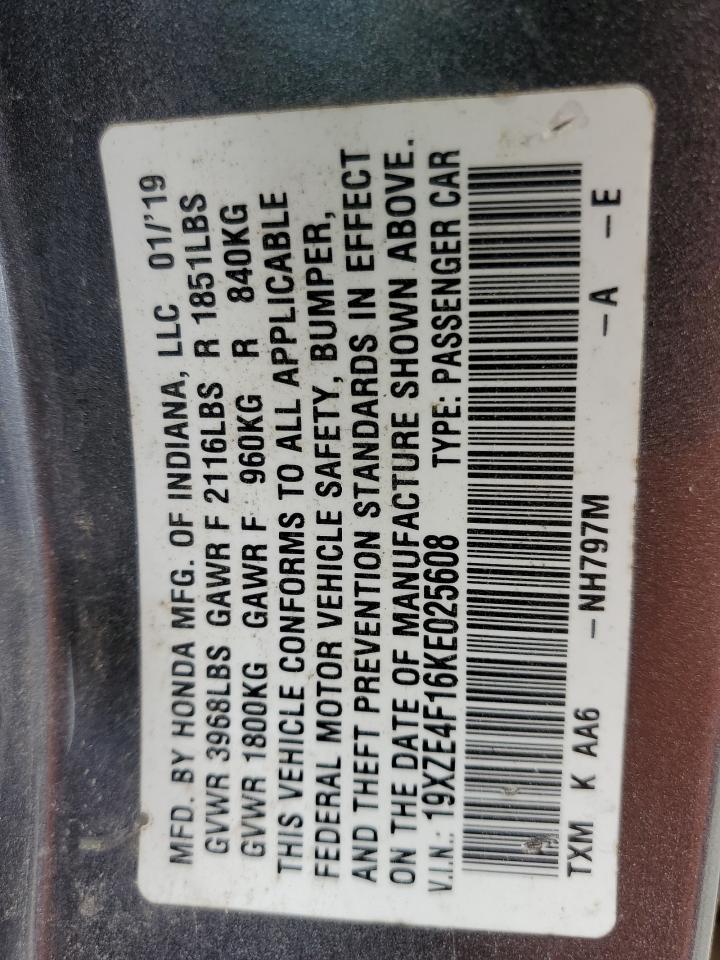 MFD. BY HONDA MFG. OF INDIANA, LLC 01/'19
GVWR 3968LBS GAWR F 2116LBS R 1851LBS
GVWR 1800KG GAWR F 960KG R 840KG
THIS VEHICLE CONFORMS TO ALL APPLICABLE
FEDERAL MOTOR VEHICLE SAFETY, BUMPER,
AND THEFT PREVENTION STANDARDS IN EFFECT
ON THE DATE OF MANUFACTURE SHOWN ABOVE.
V.I.N.: 19XZE4F16KE025608 TYPE: PASSENGER CAR
TXM K AA6 -NH797M -A -E